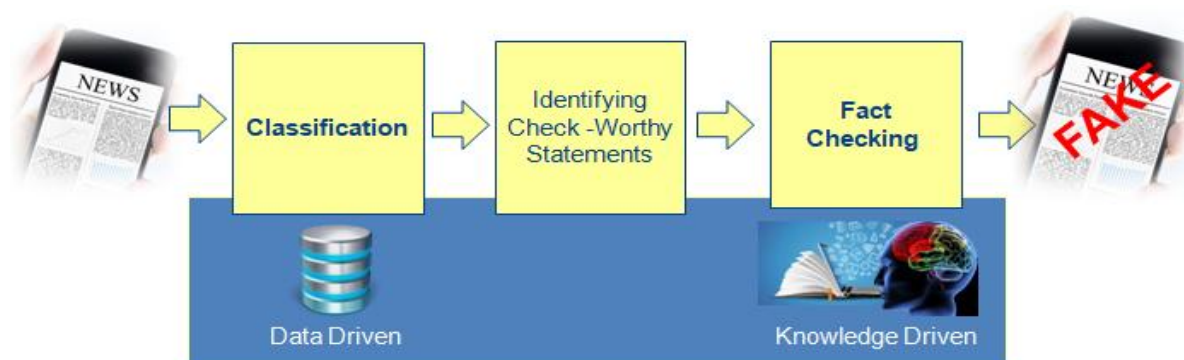 NEWS
Classification
Identifying
Check -Worthy
Statements
Fact
Checking
NEWS
FAKE
Data Driven
Knowledge Driven